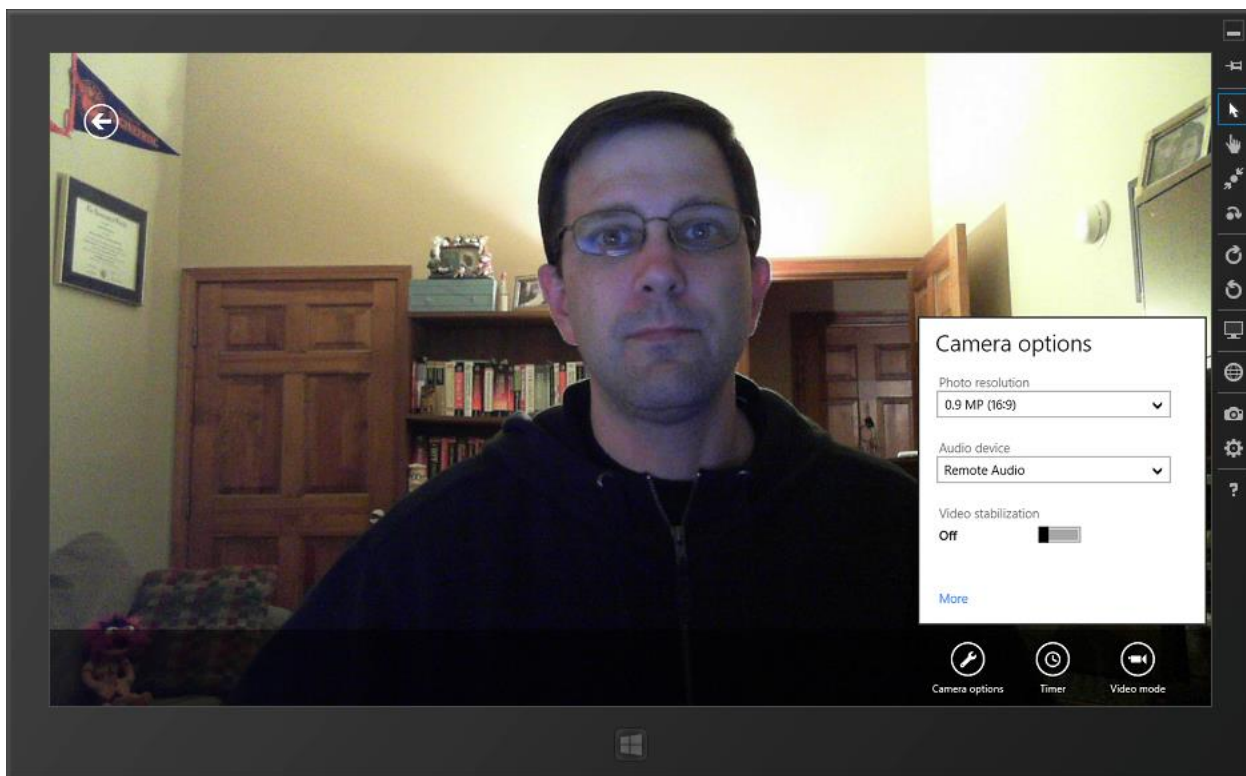 Camera options
Photo resolution
0.9 MP (16:9)
Audio device
Remote Audio
Video stabilization
Off
More
Camera options
Timer
Video mode
?